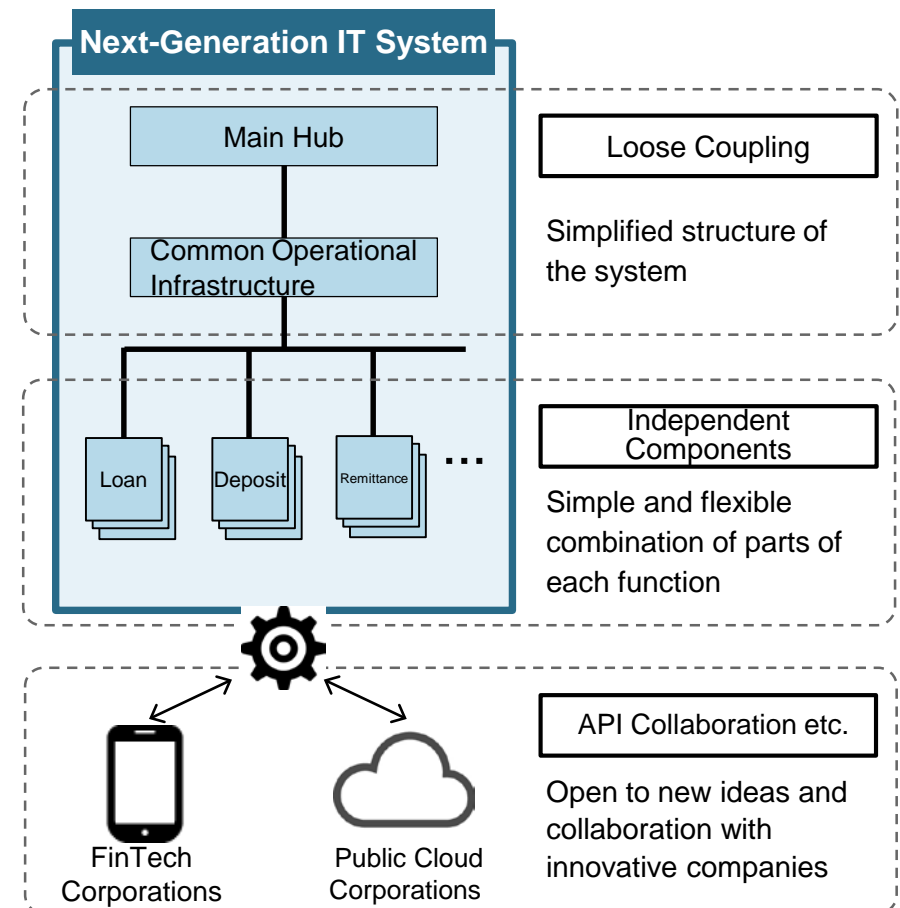 Next-Generation IT System
Main Hub
Loose Coupling
Simplified structure of
the system
Common Operational
Infrastructure
Independent
Components
Loan
Deposit
Remittance
...
Simple and flexible
combination of parts of
each function
API Collaboration etc.
Open to new ideas and
collaboration with
innovative companies
FinTech
Corporations
Public Cloud
Corporations